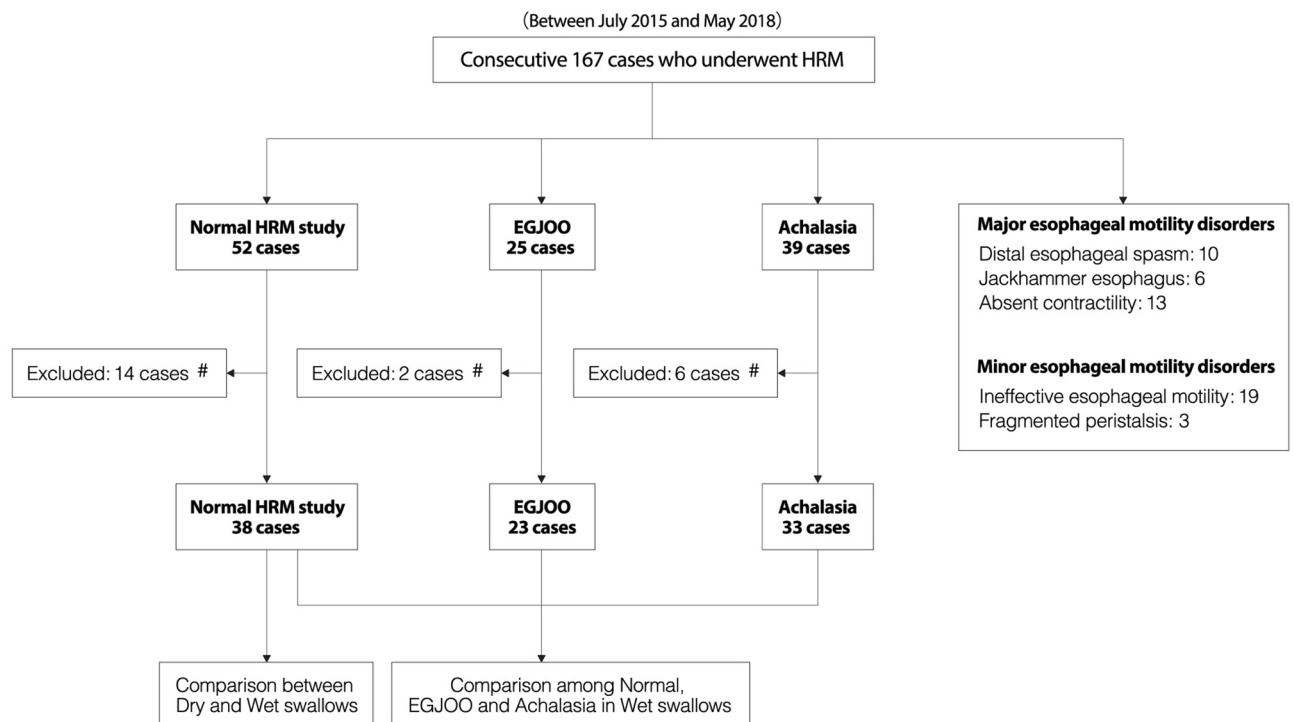 (Between July 2015 and May 2018)
Consecutive 167 cases who underwent HRM
Normal HRM study
52 cases
EGJOO
25 cases
Achalasia
39 cases
Major esophageal motility disorders
Distal esophageal spasm: 10
Jackhammer esophagus: 6
Absent contractility: 13
Minor esophageal motility disorders
Ineffective esophageal motility: 19
Fragmented peristalsis: 3
Excluded: 14 cases #
Excluded: 2 cases #
Excluded: 6 cases #
Normal HRM study
38 cases
EGJOO
23 cases
Achalasia
33 cases
Comparison between
Dry and Wet swallows
Comparison among Normal,
EGJOO and Achalasia in Wet swallows